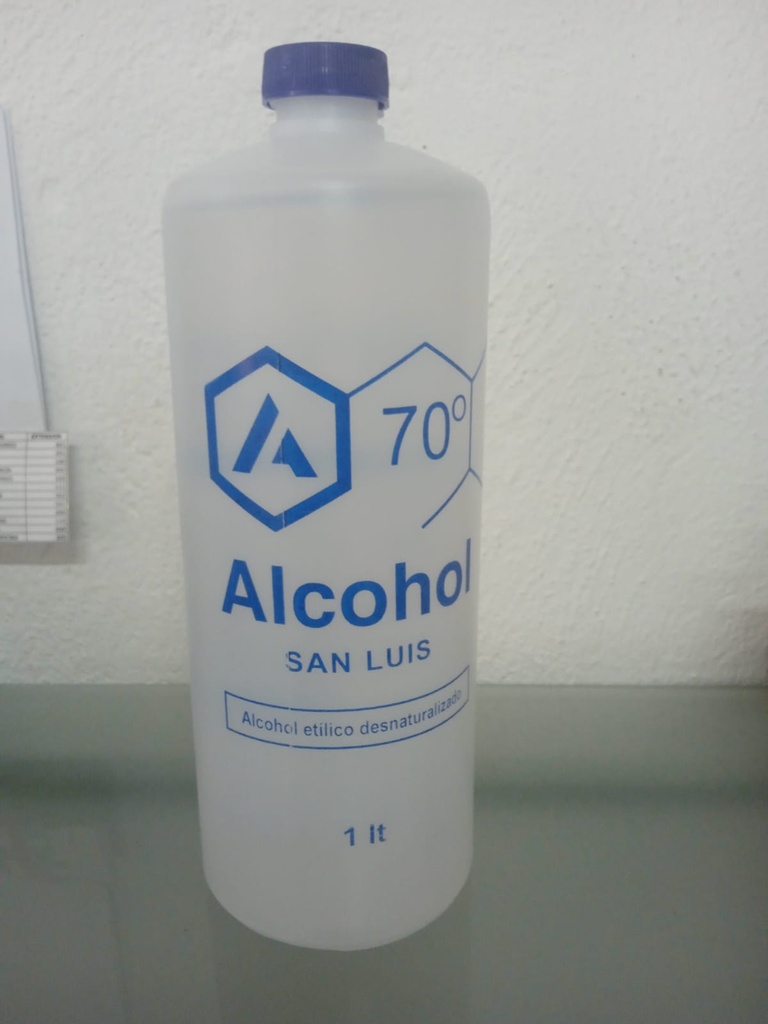 70°
Alcohol
SAN LUIS
Alcohol etilico desnaturalizado
1 lt